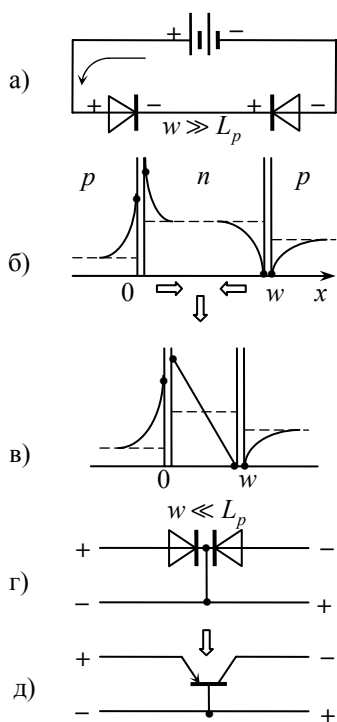 + −
а)
+ − + −
w ≫ Lₚ
p n p
б)
0 w x
в)
0 w
w ≪ Lₚ
г)
+ −
− +
д)
+ −
− +